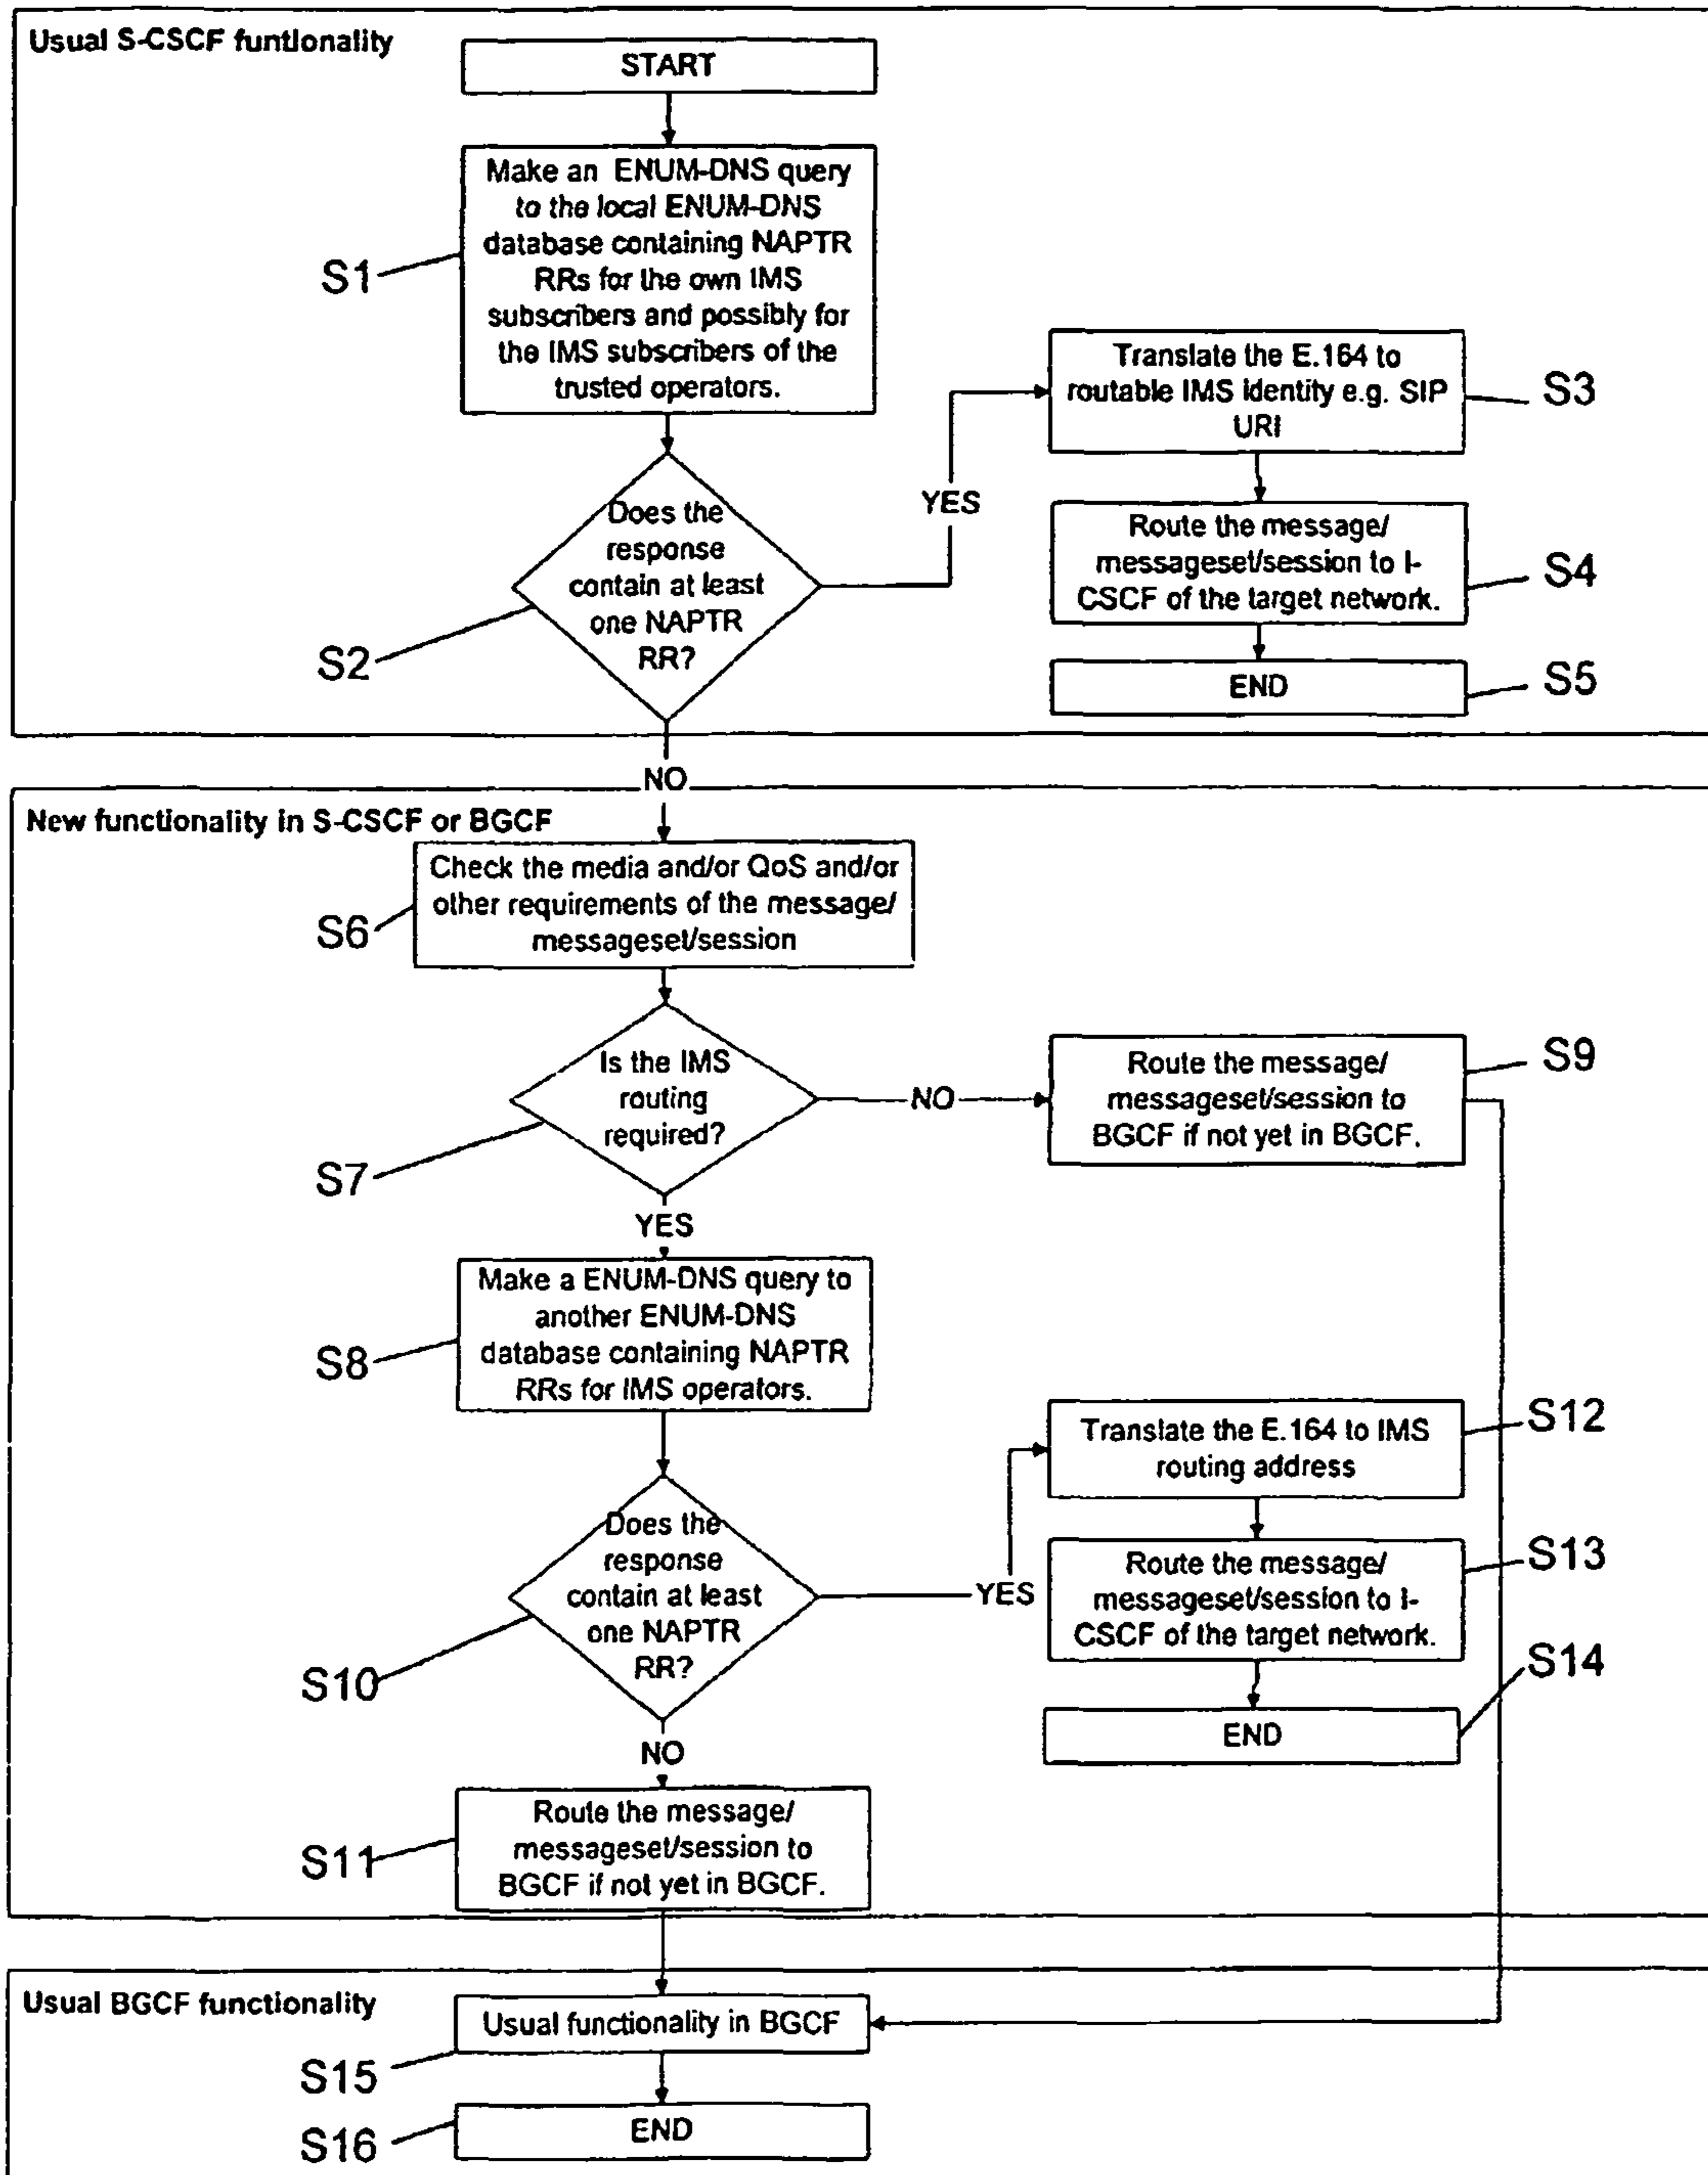 Usual S-CSCF funtionality
START
Make an ENUM-DNS query
to the local ENUM-DNS
database containing NAPTR
RRs for the own IMS
subscribers and possibly for
the IMS subscribers of the
trusted operators.
S1
Does the
response
contain at least
one NAPTR
RR?
S2
YES
Translate the E.164 to
routable IMS identity e.g. SIP
URI
S3
Route the message/
messageset/session to I-
CSCF of the target network.
S4
END
S5
NO
New functionality in S-CSCF or BGCF
Check the media and/or QoS and/or
other requirements of the message/
messageset/session
S6
Is the IMS
routing
required?
S7
NO
Route the message/
messageset/session to
BGCF if not yet in BGCF.
S9
YES
Make a ENUM-DNS query to
another ENUM-DNS
database containing NAPTR
RRs for IMS operators.
S8
Does the
response
contain at least
one NAPTR
RR?
S10
YES
Translate the E.164 to IMS
routing address
S12
Route the message/
messageset/session to I-
CSCF of the target network.
S13
END
S14
NO
Route the message/
messageset/session to
BGCF if not yet in BGCF.
S11
Usual BGCF functionality
Usual functionality in BGCF
S15
END
S16